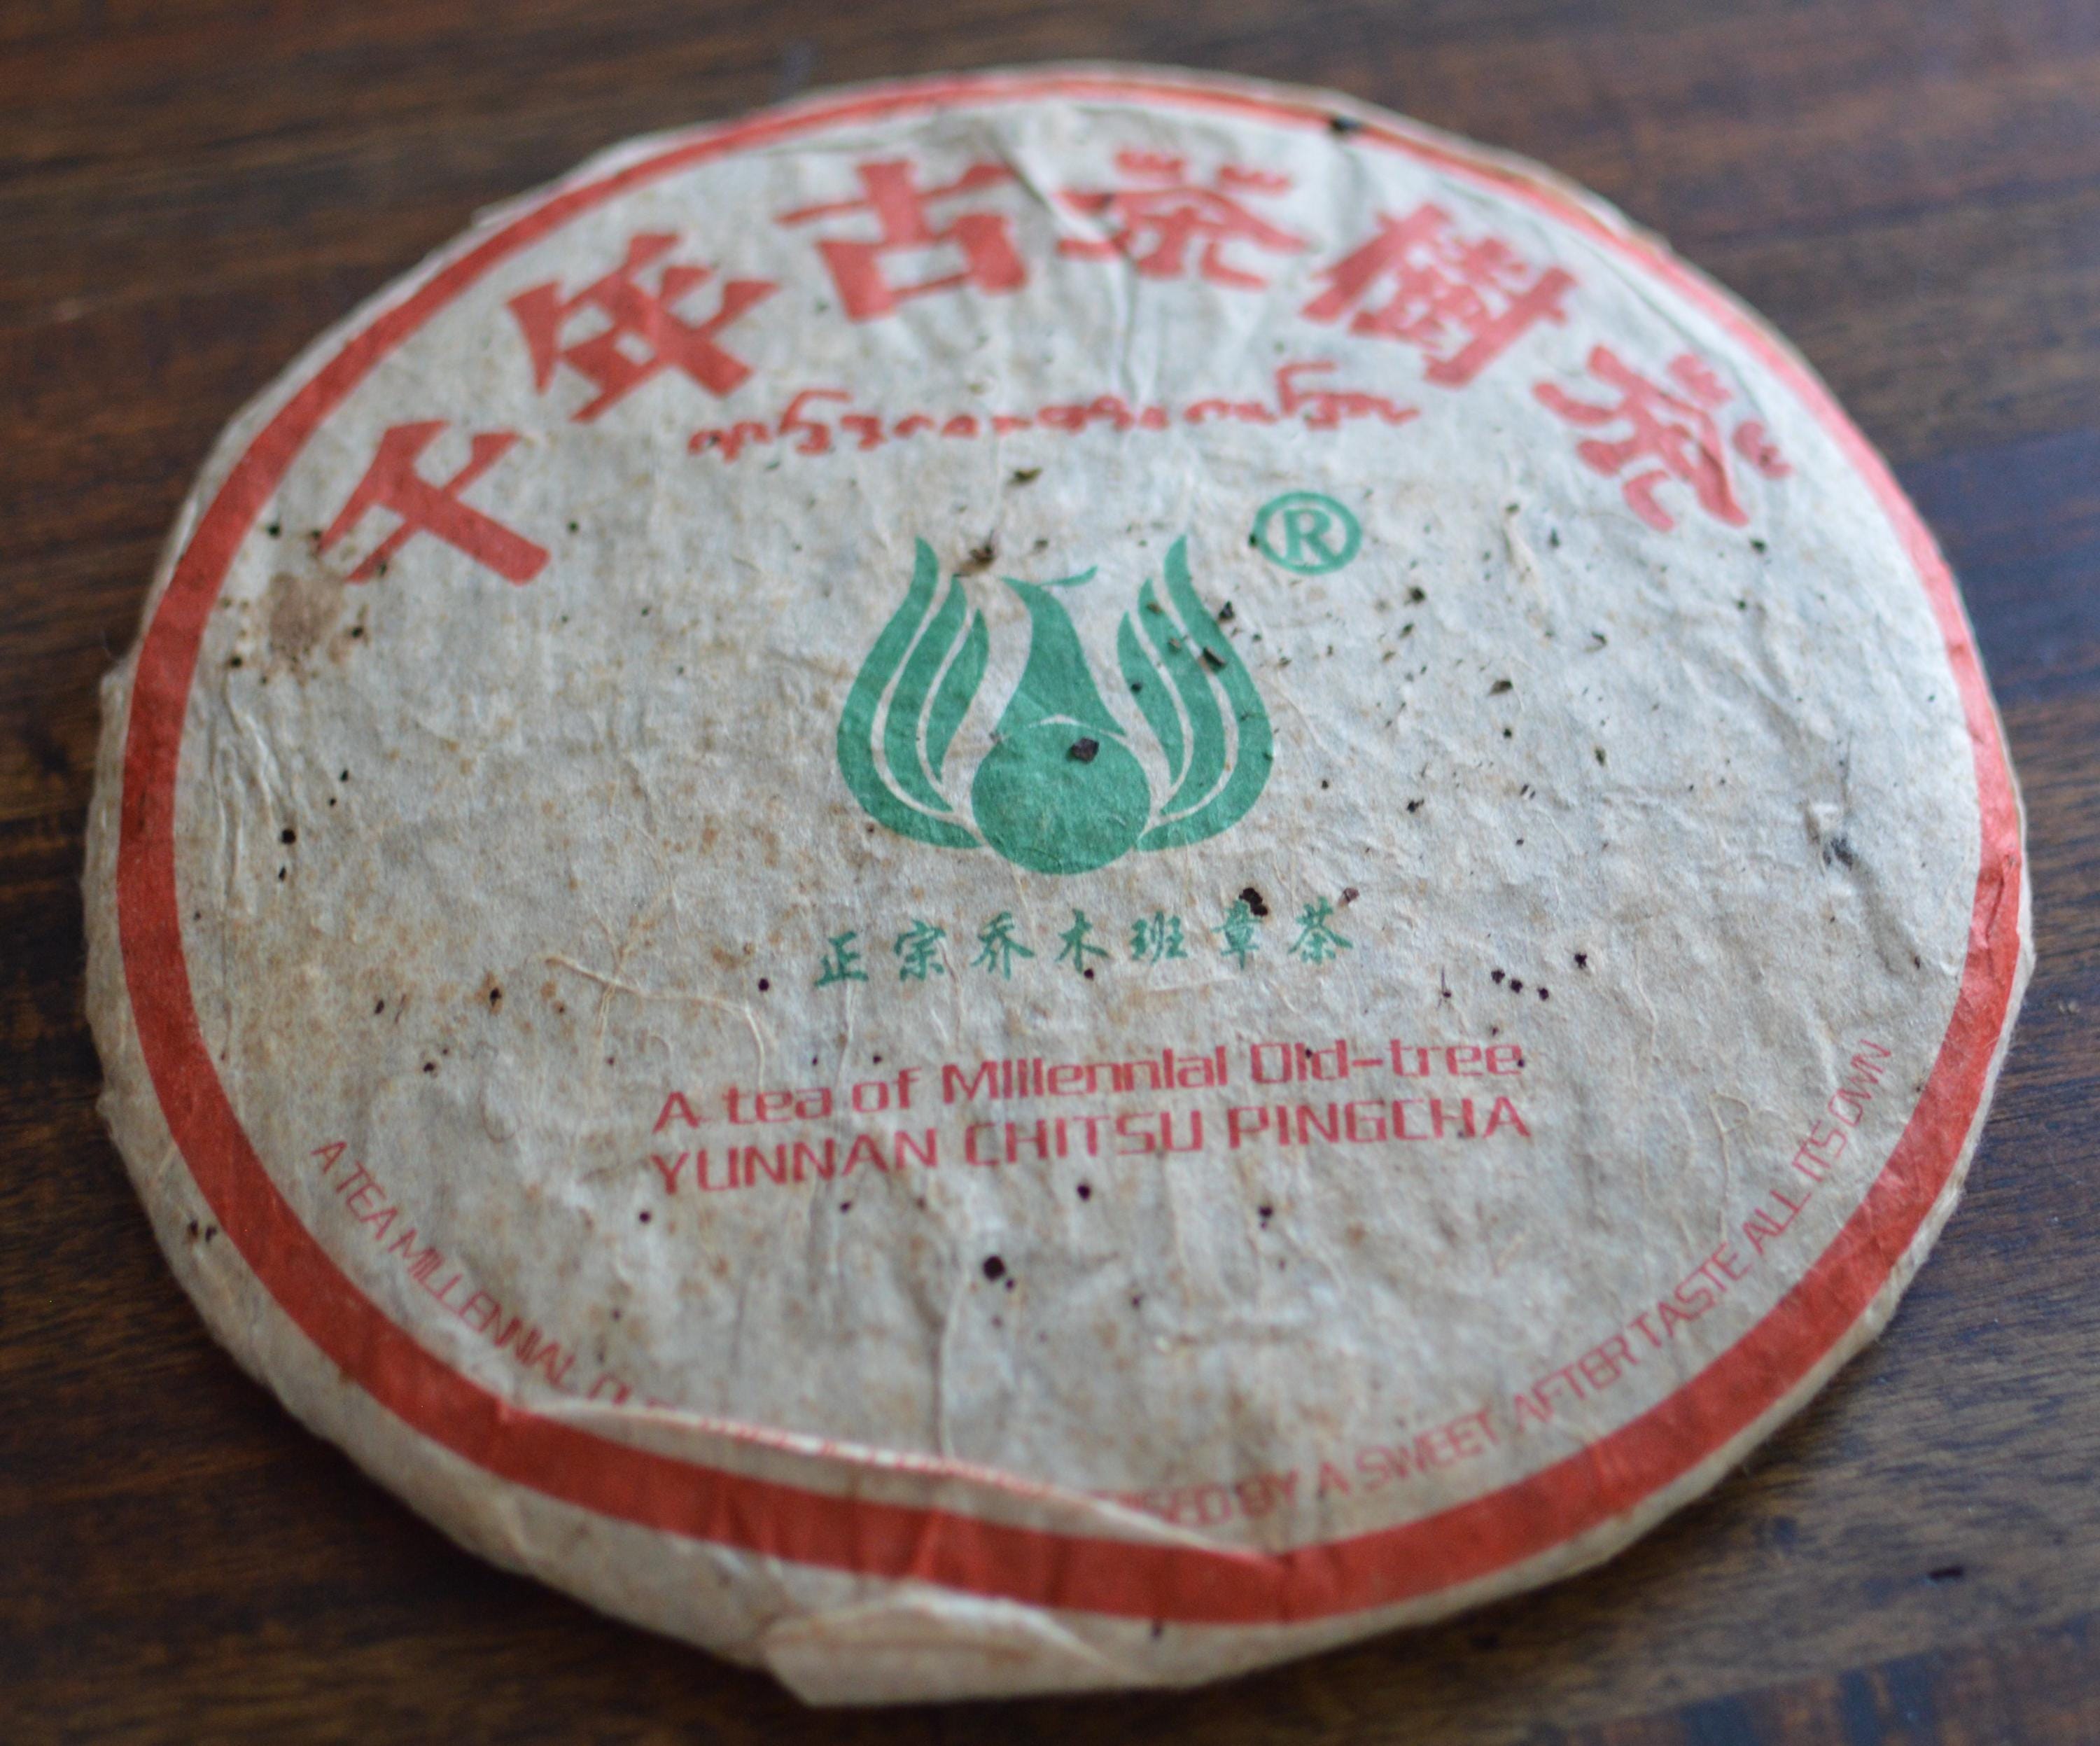 千年古茶樹茶
®
正宗乔木班章茶
A tea of Millennial Old-tree
YUNNAN CHITSU PINGCHA
A TEA MILLENNIAL BY A SWEET AFTER TASTE ALL ITS OWN